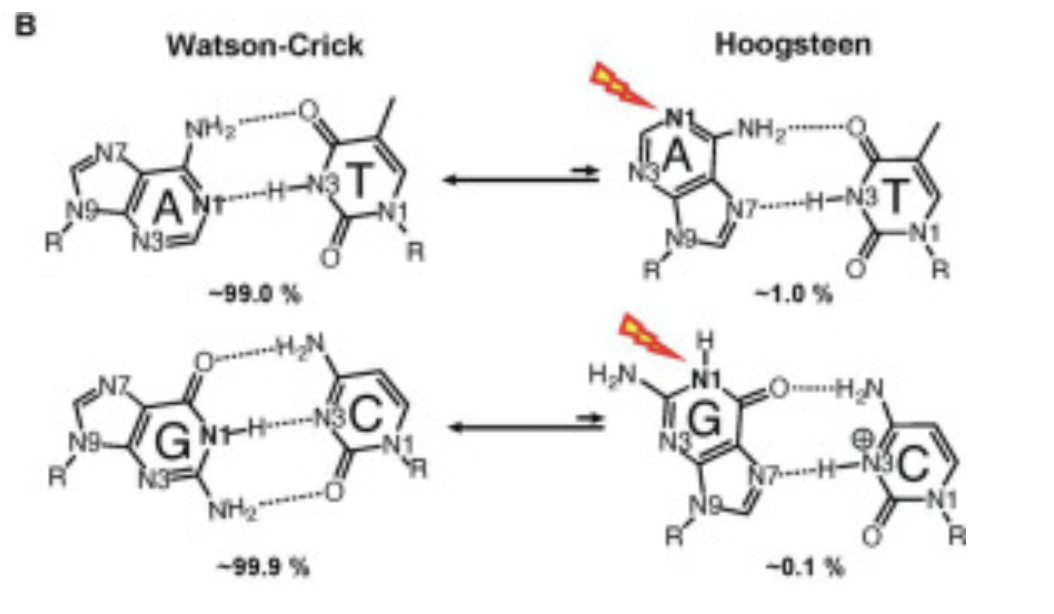 B
Watson-Crick
Hoogsteen
NH₂
O
N7
A
N1
H
N3
T
N9
N3
N1
R
O
R
~99.0 %
N1
NH₂
O
A
N3
N7
H
N3
T
N9
N1
R
O
R
~1.0 %
O
H₂N
N7
G
N1
H
N3
C
N9
N3
N1
R
NH₂
O
R
~99.9 %
H
H₂N
N1
O
H₂N
G
N3
N7
H
⊕
N3
C
N9
N1
R
O
R
~0.1 %